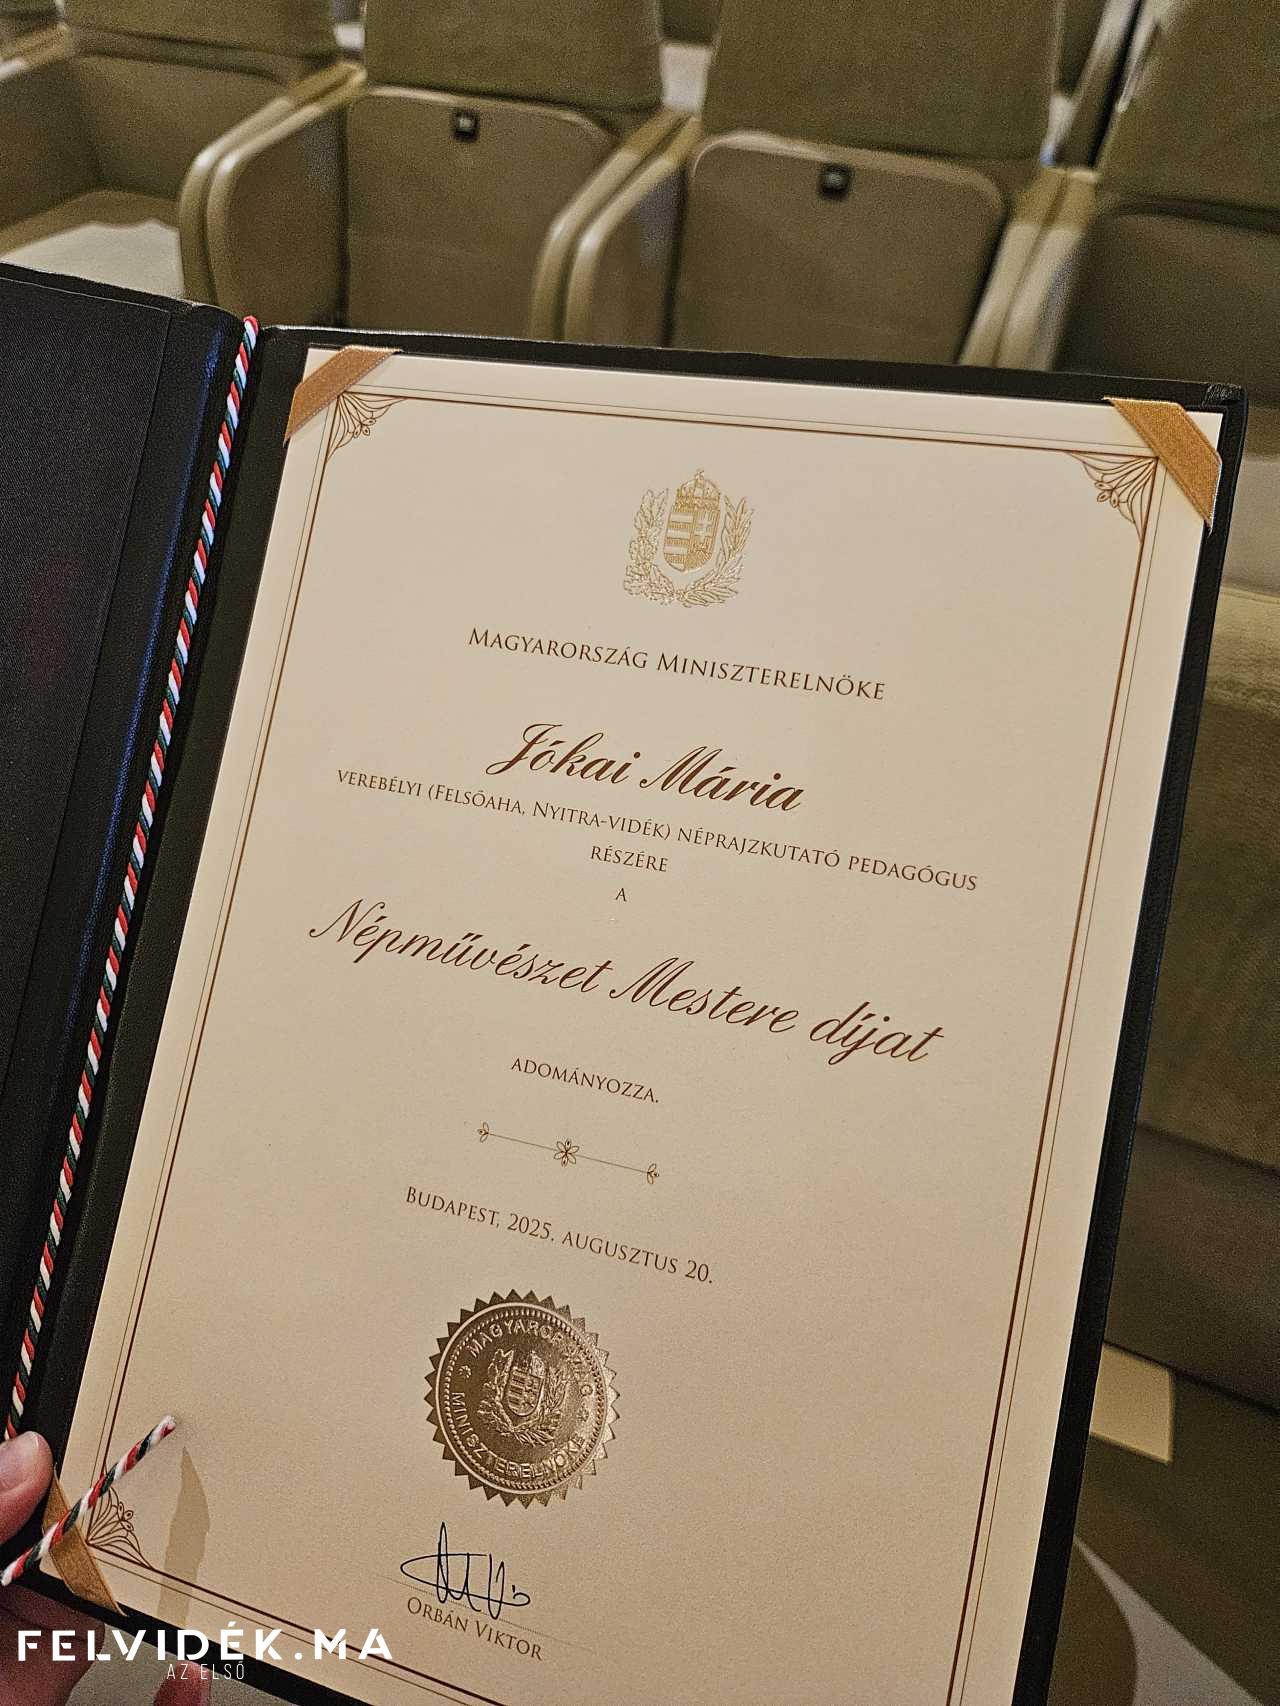 Magyarország Miniszterelnöke
Jókai Mária
verebélyi (Felsőaha, Nyitra-vidék) néprajzkutató pedagógus
részére
a
Népművészet Mestere díjat
adományozza.
Budapest, 2025. augusztus 20.
MAGYARORSZÁG
MINISZTERELNÖKE
Orbán Viktor
FELVIDÉK.MA
AZ ELSŐ